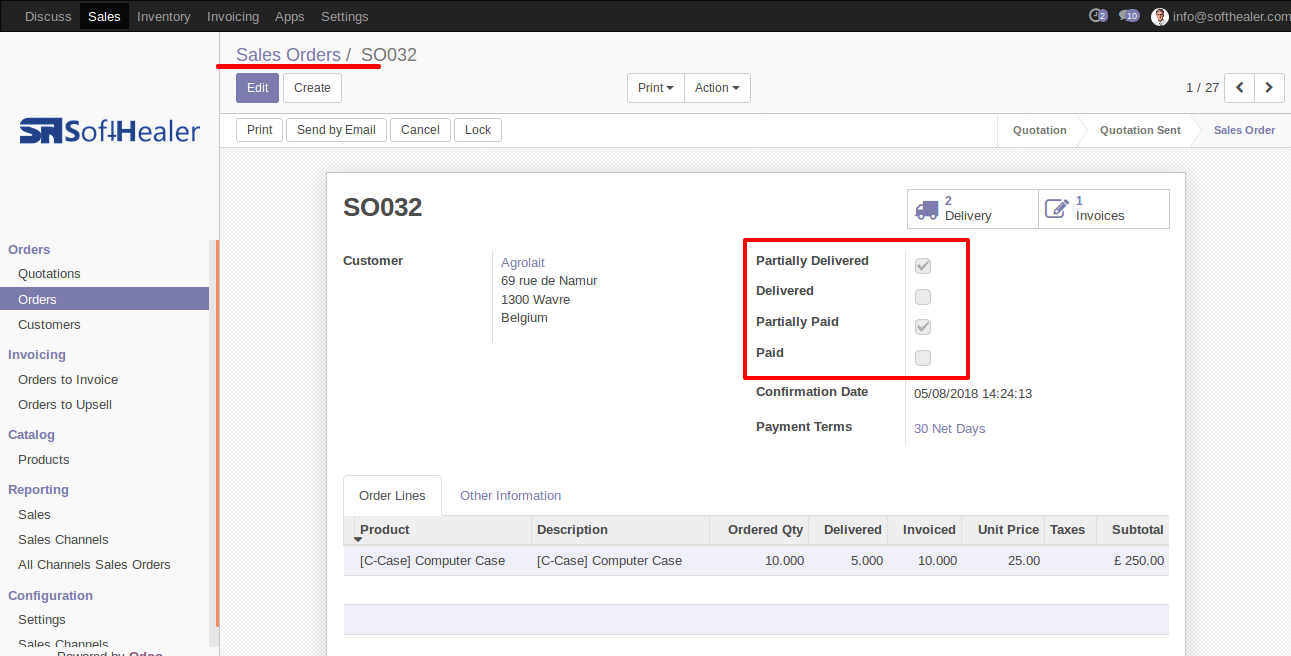 Discuss Sales Inventory Invoicing Apps Settings 2 10 info@softhealer.com
Sales Orders / SO032
Edit Create Print Action 1 / 27
Print Send by Email Cancel Lock Quotation Quotation Sent Sales Order
SoftHealer
Orders
Quotations
Orders
Customers
Invoicing
Orders to Invoice
Orders to Upsell
Catalog
Products
Reporting
Sales
Sales Channels
All Channels Sales Orders
Configuration
Settings
Sales Channels
Powered by Odoo
SO032
2 Delivery
1 Invoices
Customer
Agrolait
69 rue de Namur
1300 Wavre
Belgium
Partially Delivered
Delivered
Partially Paid
Paid
Confirmation Date 05/08/2018 14:24:13
Payment Terms 30 Net Days
Order Lines Other Information
Product Description Ordered Qty Delivered Invoiced Unit Price Taxes Subtotal
[C-Case] Computer Case [C-Case] Computer Case 10.000 5.000 10.000 25.00 £ 250.00